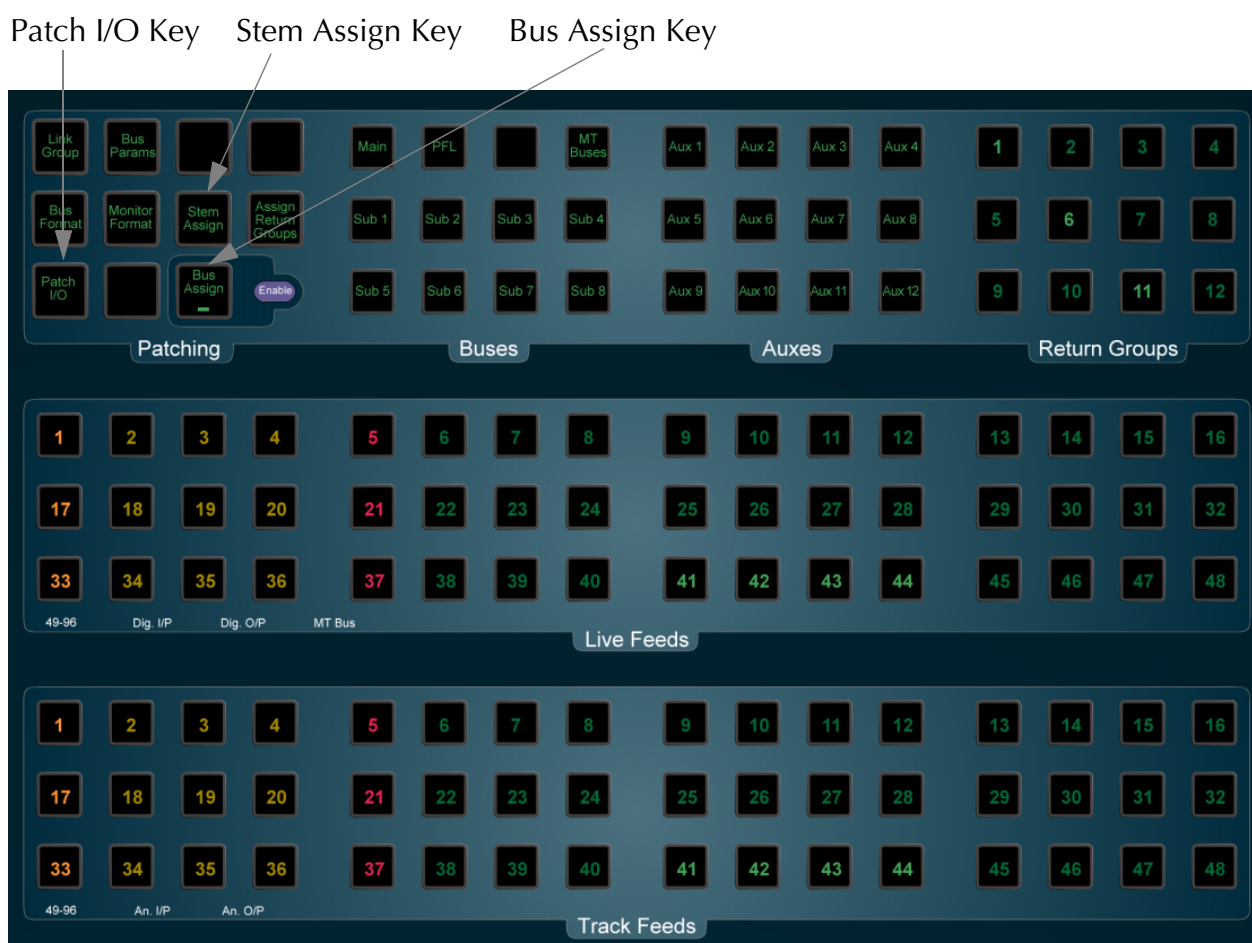 Patch I/O Key Stem Assign Key Bus Assign Key
Link Group Bus Params Main PFL MT Buses Aux 1 Aux 2 Aux 3 Aux 4 1 2 3 4
Bus Format Monitor Format Stem Assign Assign Return Groups Sub 1 Sub 2 Sub 3 Sub 4 Aux 5 Aux 6 Aux 7 Aux 8 5 6 7 8
Patch I/O Bus Assign Enable Sub 5 Sub 6 Sub 7 Sub 8 Aux 9 Aux 10 Aux 11 Aux 12 9 10 11 12
Patching Buses Auxes Return Groups
1 2 3 4 5 6 7 8 9 10 11 12 13 14 15 16
17 18 19 20 21 22 23 24 25 26 27 28 29 30 31 32
33 34 35 36 37 38 39 40 41 42 43 44 45 46 47 48
49-96 Dig. I/P Dig. O/P MT Bus
Live Feeds
1 2 3 4 5 6 7 8 9 10 11 12 13 14 15 16
17 18 19 20 21 22 23 24 25 26 27 28 29 30 31 32
33 34 35 36 37 38 39 40 41 42 43 44 45 46 47 48
49-96 An. I/P An. O/P
Track Feeds